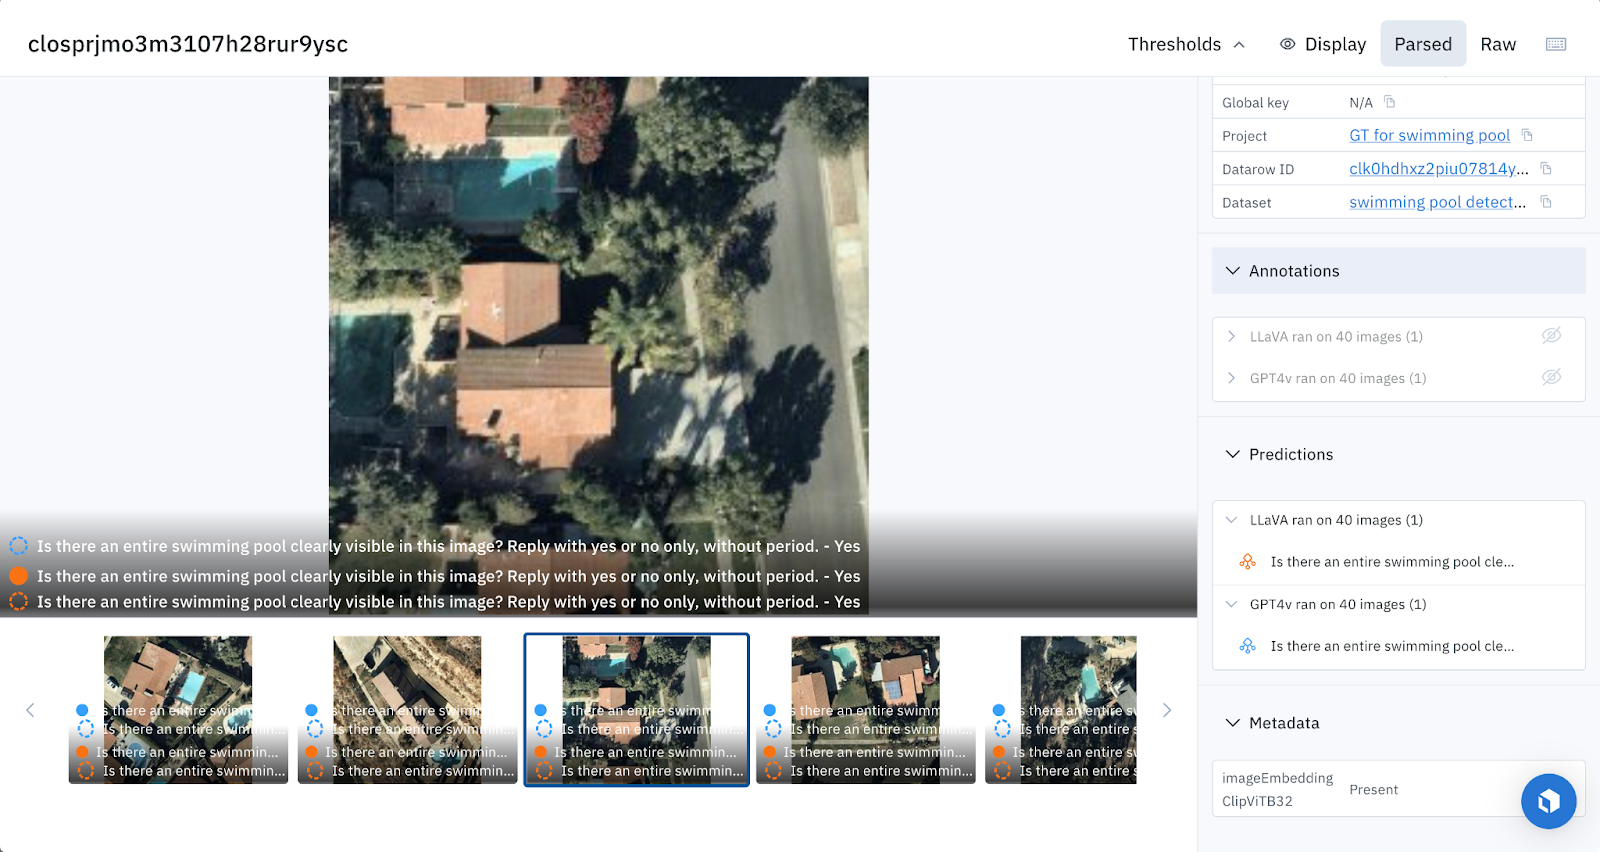 closprjmo3m3107h28rur9ysc
Thresholds Display Parsed Raw
Global key N/A
Project GT for swimming pool
Datarow ID clk0hdhxz2piu07814y...
Dataset swimming pool detect...
Annotations
LLaVA ran on 40 images (1)
GPT4v ran on 40 images (1)
Predictions
LLaVA ran on 40 images (1)
Is there an entire swimming pool cle...
GPT4v ran on 40 images (1)
Is there an entire swimming pool cle...
Metadata
imageEmbedding
ClipViTB32
Present
Is there an entire swimming pool clearly visible in this image? Reply with yes or no only, without period. - Yes
Is there an entire swimming pool clearly visible in this image? Reply with yes or no only, without period. - Yes
Is there an entire swimming pool clearly visible in this image? Reply with yes or no only, without period. - Yes
s there an entire swimm
Is there an entire swimm
Is there an entire swimmin...
Is there an entire swimmin...
s there an entire swimm
Is there an entire swimm
Is there an entire swimmin...
Is there an entire swimmin...
s there an entire swimm
Is there an entire swimm
Is there an entire swimmin...
Is there an entire swimmin...
s there an entire swimm
Is there an entire swimm
Is there an entire swimmin...
Is there an entire swimmin...
s there an entire s
Is there an entire s
Is there an entire s
Is there an entire s